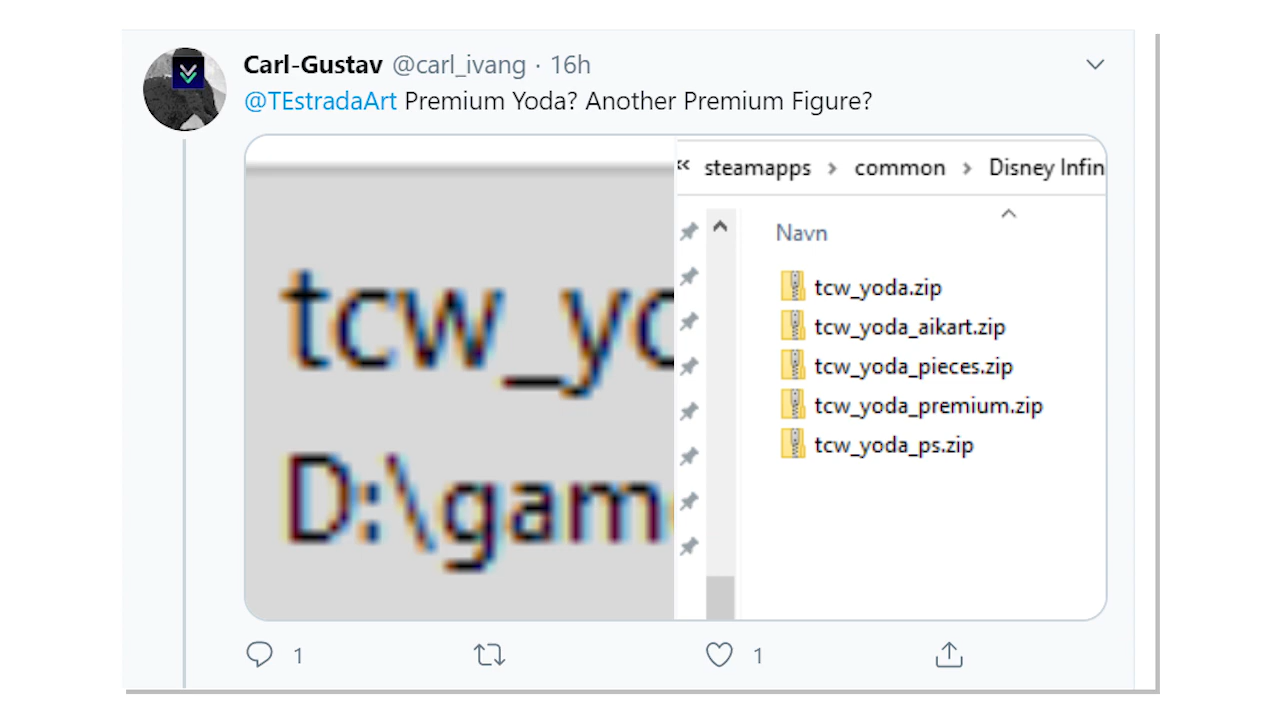 Carl-Gustav @carl_ivang · 16h
@TEstradaArt Premium Yoda? Another Premium Figure?
tcw_yo
D:\game
« steamapps > common > Disney Infin
Navn
tcw_yoda.zip
tcw_yoda_aikart.zip
tcw_yoda_pieces.zip
tcw_yoda_premium.zip
tcw_yoda_ps.zip
1
1